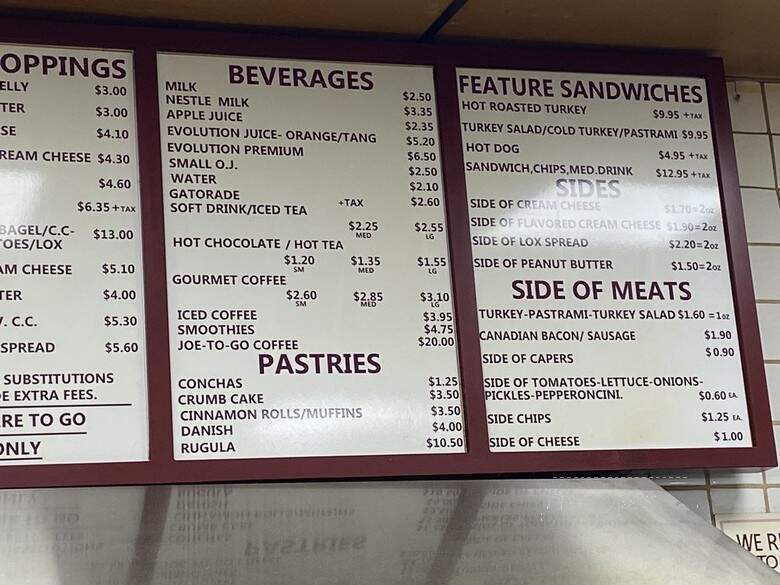 OPPINGS
ELLY $3.00
TER $3.00
SE $4.10
REAM CHEESE $4.30
$4.60
$6.35 +TAX
BAGEL/C.C- $13.00
TOES/LOX
AM CHEESE $5.10
TER $4.00
. C.C. $5.30
SPREAD $5.60
SUBSTITUTIONS
E EXTRA FEES.
RE TO GO
ONLY
BEVERAGES
MILK $2.50
NESTLE MILK $3.35
APPLE JUICE $2.35
EVOLUTION JUICE- ORANGE/TANG $5.20
EVOLUTION PREMIUM $6.50
SMALL O.J. $2.50
WATER $2.10
GATORADE +TAX $2.60
SOFT DRINK/ICED TEA
$2.25 $2.55
MED LG
HOT CHOCOLATE / HOT TEA
$1.20 $1.35 $1.55
SM MED LG
GOURMET COFFEE
$2.60 $2.85 $3.10
SM MED LG
ICED COFFEE $3.95
SMOOTHIES $4.75
JOE-TO-GO COFFEE $20.00
PASTRIES
CONCHAS $1.25
CRUMB CAKE $3.50
CINNAMON ROLLS/MUFFINS $3.50
DANISH $4.00
RUGULA $10.50
FEATURE SANDWICHES
HOT ROASTED TURKEY $9.95 +TAX
TURKEY SALAD/COLD TURKEY/PASTRAMI $9.95
HOT DOG $4.95 +TAX
SANDWICH,CHIPS,MED.DRINK $12.95 +TAX
SIDES
SIDE OF CREAM CHEESE $1.70=2oz
SIDE OF FLAVORED CREAM CHEESE $1.90=2oz
SIDE OF LOX SPREAD $2.20=2oz
SIDE OF PEANUT BUTTER $1.50=2oz
SIDE OF MEATS
TURKEY-PASTRAMI-TURKEY SALAD $1.60 =1oz
CANADIAN BACON/ SAUSAGE $1.90
SIDE OF CAPERS $0.90
SIDE OF TOMATOES-LETTUCE-ONIONS-
PICKLES-PEPPERONCINI. $0.60 EA.
SIDE CHIPS $1.25 EA.
SIDE OF CHEESE $1.00
WE R
TO